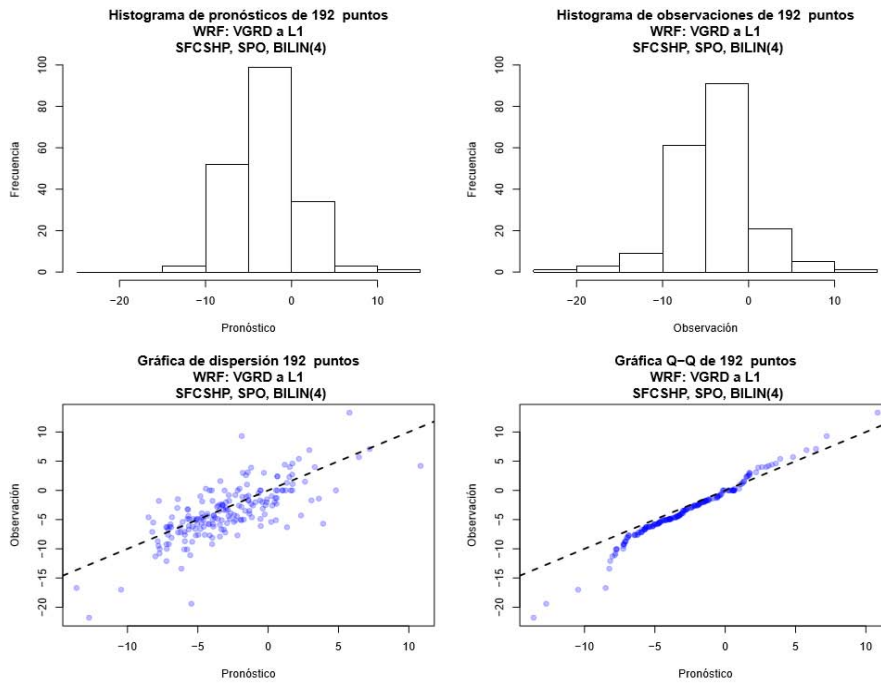 Histograma de pronósticos de 192 puntos
WRF: VGRD a L1
SFCSHP, SPO, BILIN(4)
Frecuencia
100
80
60
40
20
0
−20
−10
0
10
Pronóstico
Histograma de observaciones de 192 puntos
WRF: VGRD a L1
SFCSHP, SPO, BILIN(4)
Frecuencia
100
80
60
40
20
0
−20
−10
0
10
Observación
Gráfica de dispersión 192 puntos
WRF: VGRD a L1
SFCSHP, SPO, BILIN(4)
Observación
10
5
0
−5
−10
−15
−20
−10
−5
0
5
10
Pronóstico
Gráfica Q−Q de 192 puntos
WRF: VGRD a L1
SFCSHP, SPO, BILIN(4)
Observación
10
5
0
−5
−10
−15
−20
−10
−5
0
5
10
Pronóstico